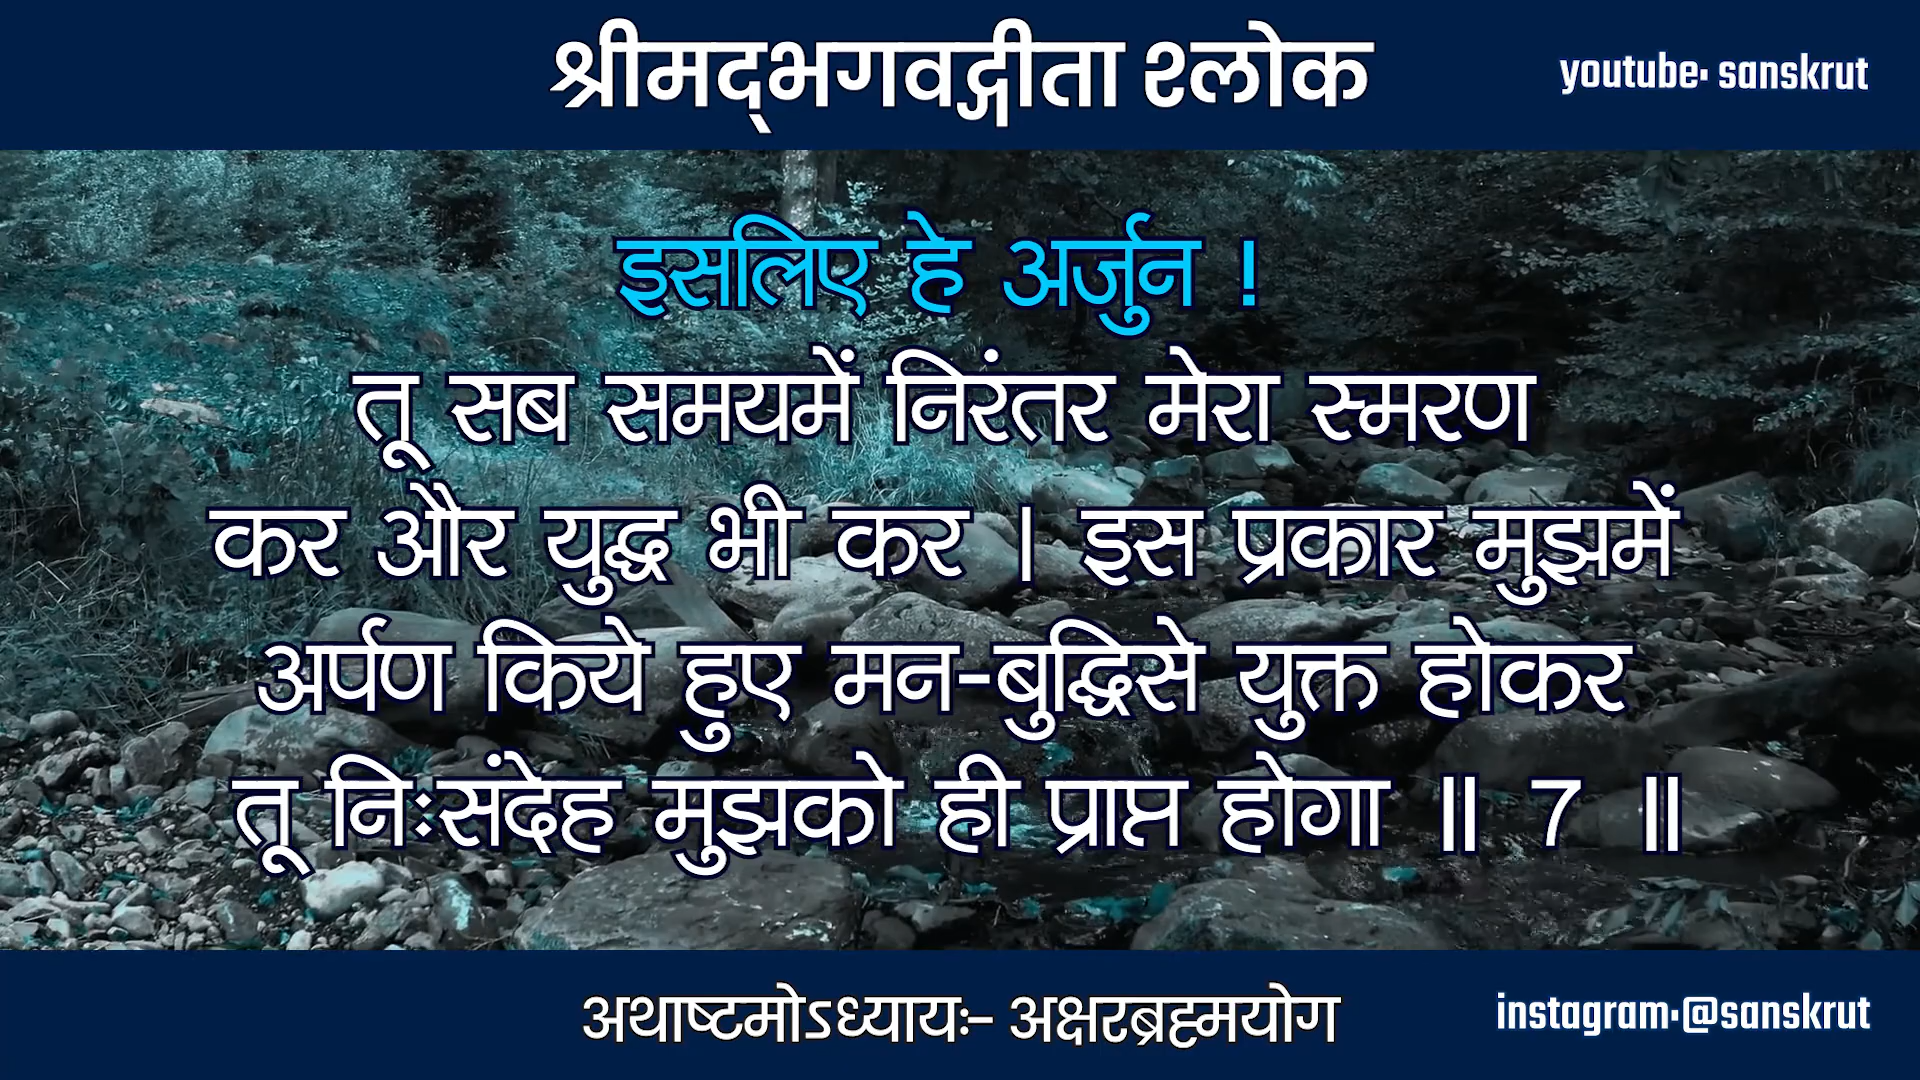 श्रीमद्‌भगवद्गीता श्लोक
youtube: sanskrut
इसलिए हे अर्जुन !
तू सब समयमें निरंतर मेरा स्मरण
कर और युद्ध भी कर । इस प्रकार मुझमें
अर्पण किये हुए मन-बुद्धिसे युक्त होकर
तू निःसंदेह मुझको ही प्राप्त होगा ॥ 7 ॥
अथाष्टमोऽध्यायः- अक्षरब्रह्मयोग
instagram:@sanskrut